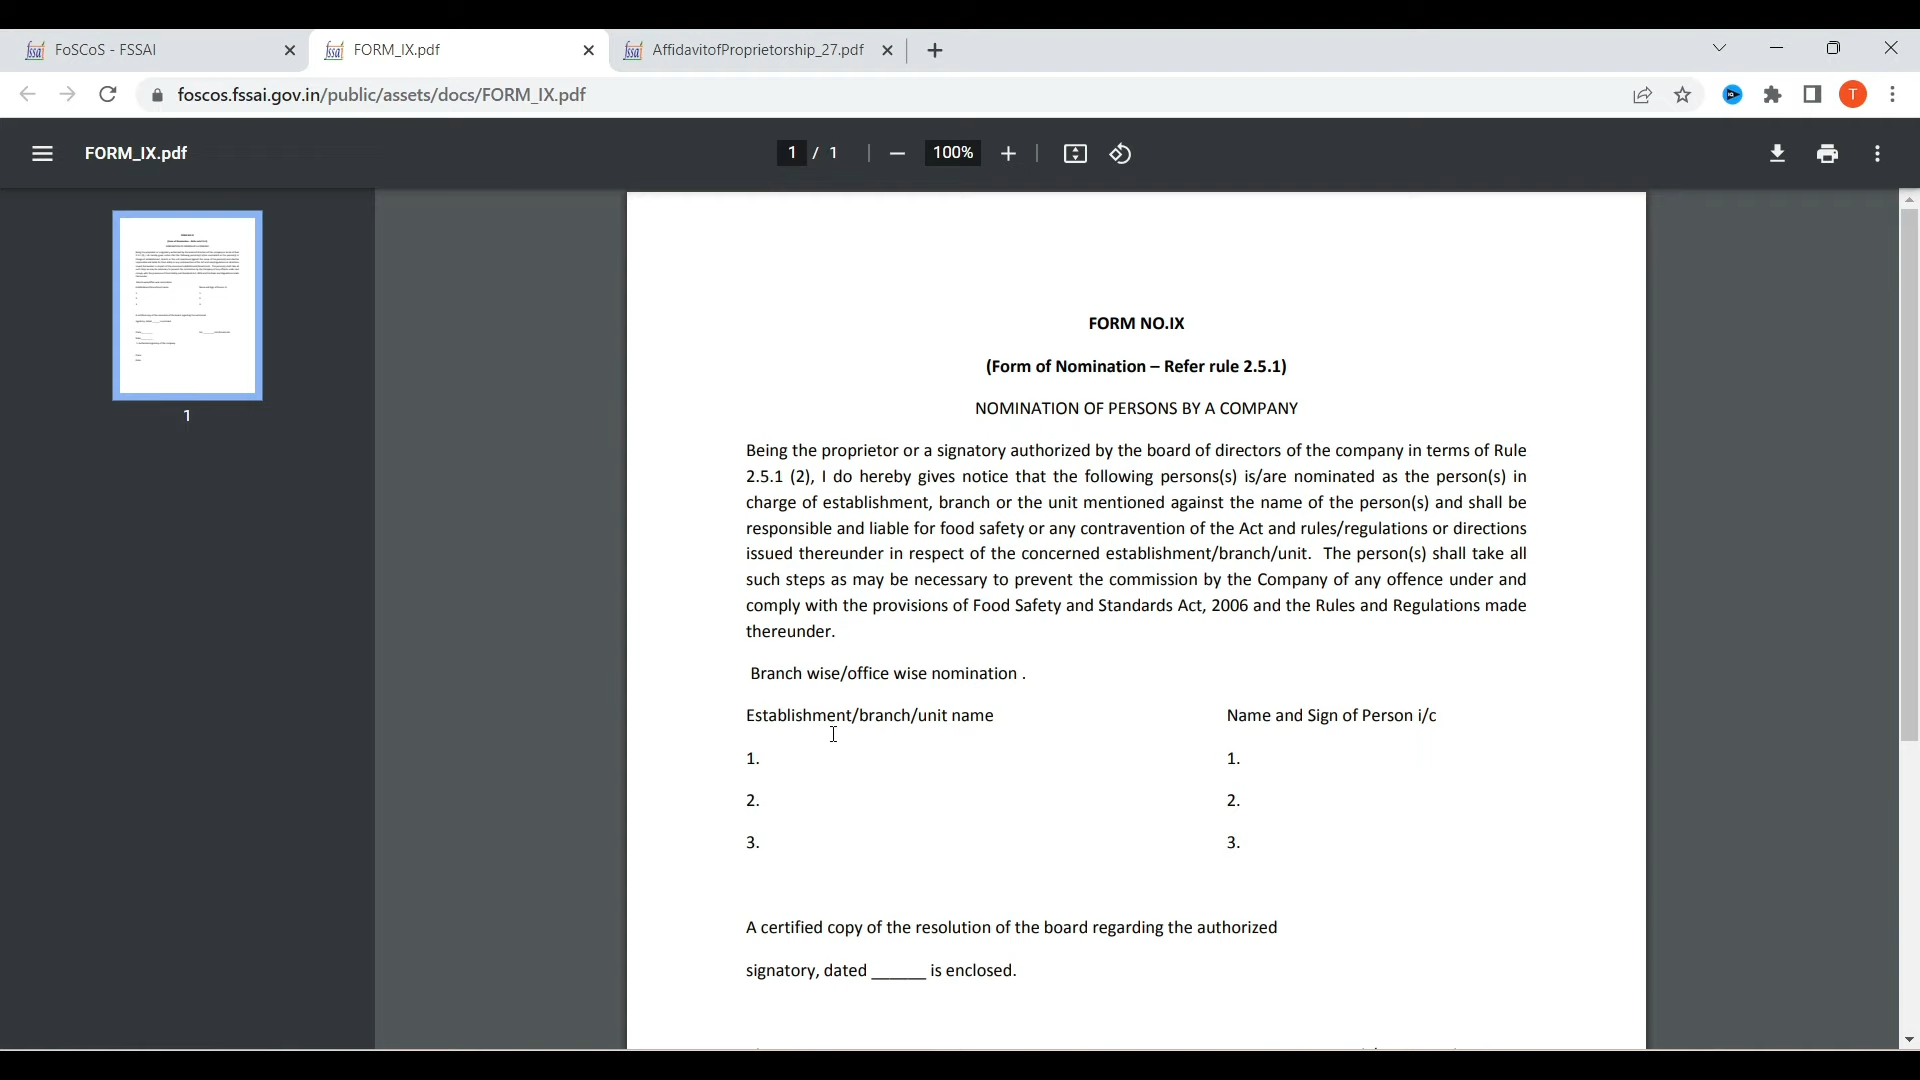 FoSCoS - FSSAI
FORM_IX.pdf
AffidavitofProprietorship_27.pdf
foscos.fssai.gov.in/public/assets/docs/FORM_IX.pdf
T
FORM_IX.pdf
1 / 1
100%
1
FORM NO.IX
(Form of Nomination – Refer rule 2.5.1)
NOMINATION OF PERSONS BY A COMPANY
Being the proprietor or a signatory authorized by the board of directors of the company in terms of Rule
2.5.1 (2), I do hereby gives notice that the following persons(s) is/are nominated as the person(s) in
charge of establishment, branch or the unit mentioned against the name of the person(s) and shall be
responsible and liable for food safety or any contravention of the Act and rules/regulations or directions
issued thereunder in respect of the concerned establishment/branch/unit. The person(s) shall take all
such steps as may be necessary to prevent the commission by the Company of any offence under and
comply with the provisions of Food Safety and Standards Act, 2006 and the Rules and Regulations made
thereunder.
Branch wise/office wise nomination .
Establishment/branch/unit name Name and Sign of Person i/c
1. 1.
2. 2.
3. 3.
A certified copy of the resolution of the board regarding the authorized
signatory, dated ______ is enclosed.